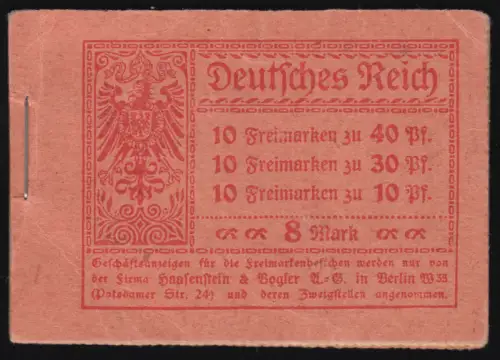 Deutsches Reich
10 Freimarken zu 40 Pf.
10 Freimarken zu 30 Pf.
10 Freimarken zu 10 Pf.
8 Mark
Geschäftsanzeigen für die Freimarkenheftchen werden nur von
der Firma Haasenstein & Vogler A.-G. in Berlin W 35
(Potsdamer Str. 24) und deren Zweigstellen angenommen.